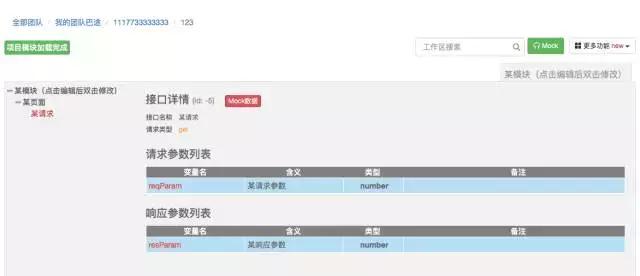 全部团队 / 我的团队巴途 / 1117733333333 / 123
项目模块加载完成
工作区搜索
Mock
更多功能 new
某模块（点击编辑后双击修改）
某模块（点击编辑后双击修改）
某页面
某请求
接口详情 (id: -5) Mock数据
接口名称 某请求
请求类型 get
请求参数列表
变量名 含义 类型 备注
reqParam 某请求参数 number
响应参数列表
变量名 含义 类型 备注
resParam 某响应参数 number